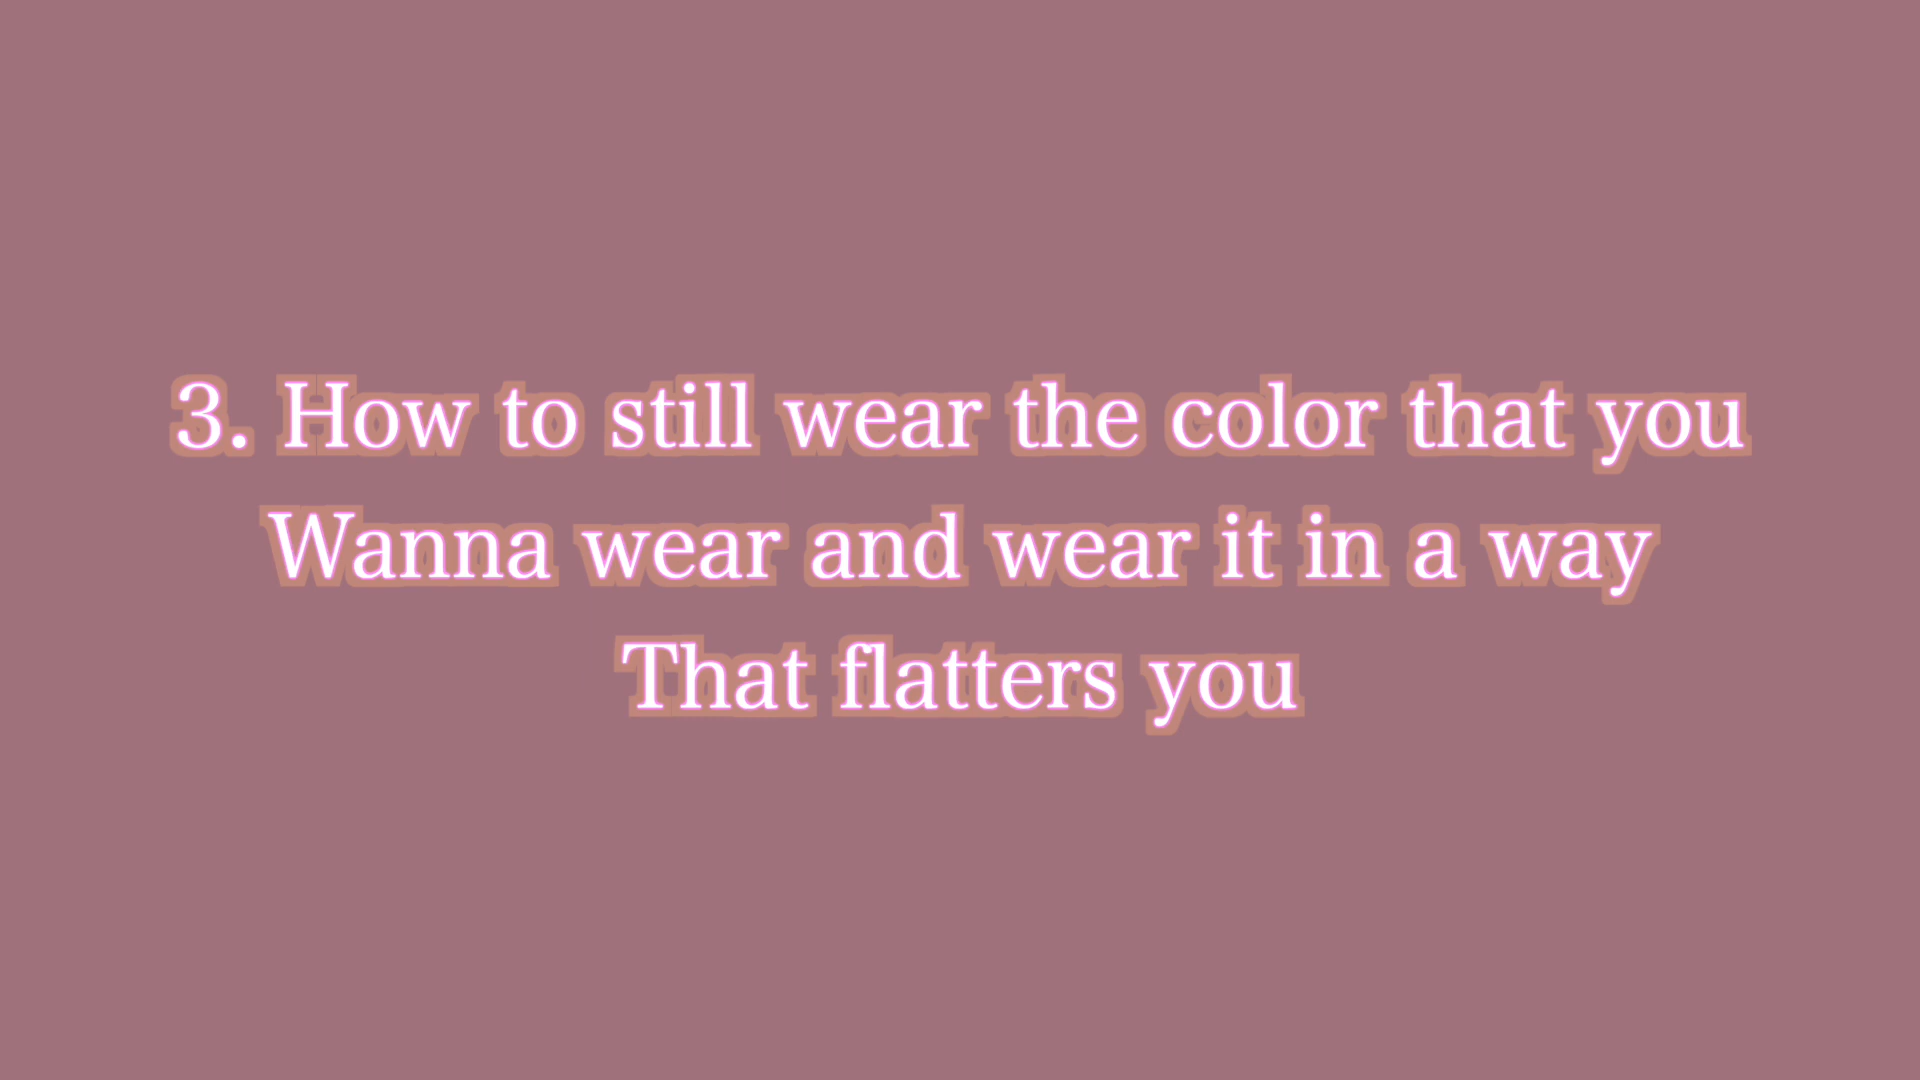 3. How to still wear the color that you
Wanna wear and wear it in a way
That flatters you